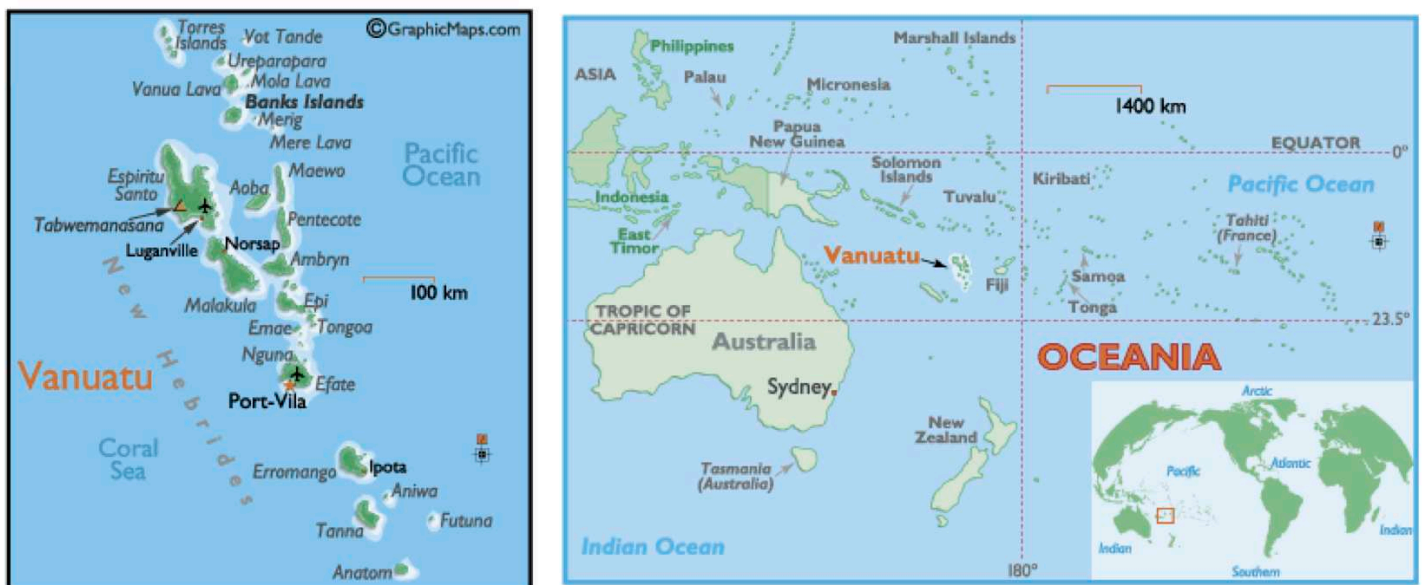 ©GraphicMaps.com
Torres
Islands
Vot Tande
Ureparapara
Mola Lava
Vanua Lava
Banks Islands
Merig
Mere Lava
Pacific
Ocean
Espiritu
Santo
Aoba
Maewo
Tabwemanasana
Pentecote
Luganville
Norsap
Ambryn
New Hebrides
100 km
Malakula
Epi
Emae
Tongoa
Nguna
Vanuatu
Efate
Port-Vila
Coral
Sea
N
Erromango
Ipota
Aniwa
Tanna
Futuna
Anatom
Philippines
Marshall Islands
ASIA
Palau
Micronesia
1400 km
Papua
New Guinea
EQUATOR
0°
Solomon
Islands
Kiribati
Pacific Ocean
Indonesia
Tuvalu
East
Timor
Tahiti
(France)
N
Vanuatu
Fiji
Samoa
Tonga
TROPIC OF
CAPRICORN
23.5°
Australia
OCEANIA
Sydney
New
Zealand
Tasmania
(Australia)
Indian Ocean
180°
Arctic
Pacific
Atlantic
Indian
Indian
Southern